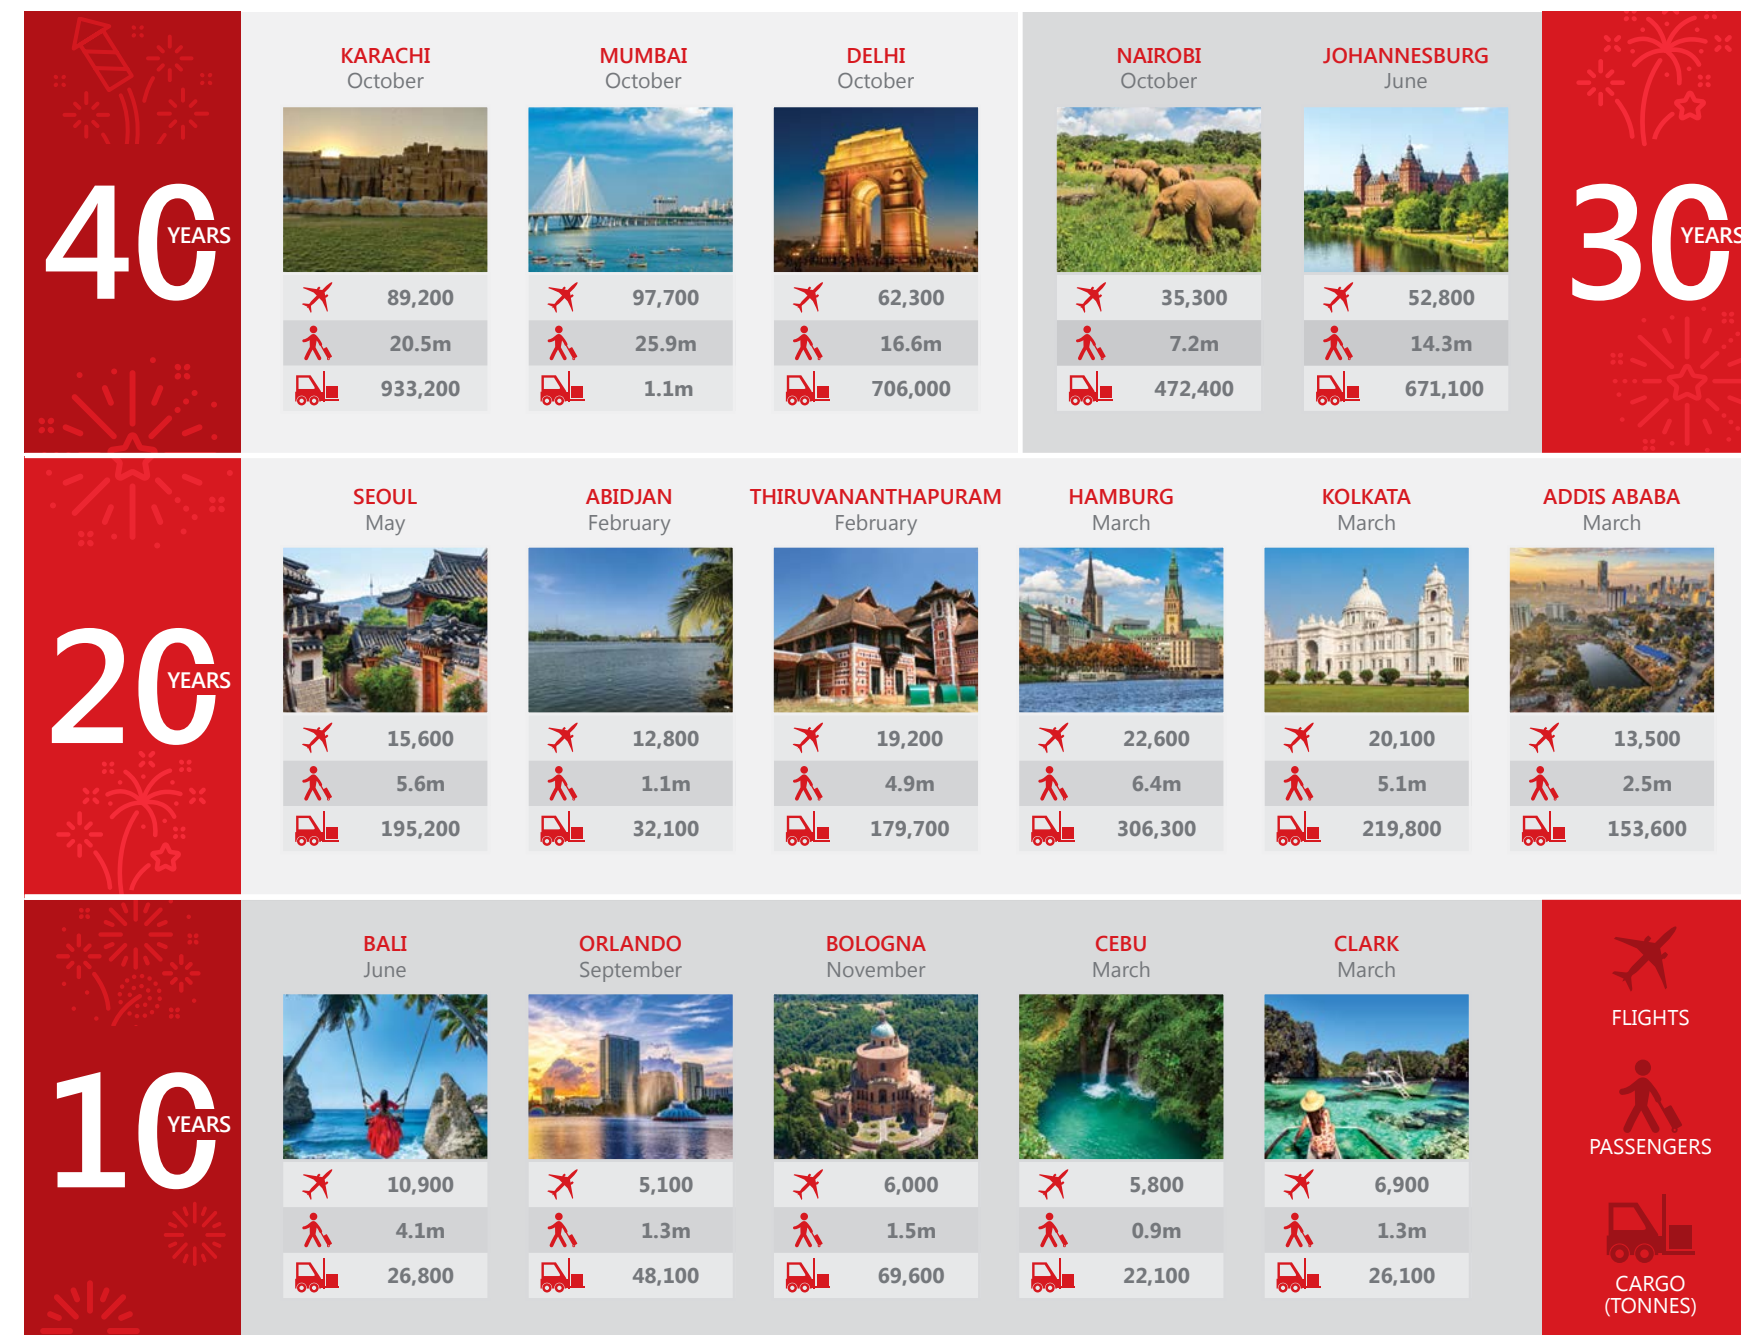 40 YEARS
KARACHI
October
89,200
20.5m
933,200
MUMBAI
October
97,700
25.9m
1.1m
DELHI
October
62,300
16.6m
706,000
NAIROBI
October
35,300
7.2m
472,400
JOHANNESBURG
June
52,800
14.3m
671,100
30 YEARS
20 YEARS
SEOUL
May
15,600
5.6m
195,200
ABIDJAN
February
12,800
1.1m
32,100
THIRUVANANTHAPURAM
February
19,200
4.9m
179,700
HAMBURG
March
22,600
6.4m
306,300
KOLKATA
March
20,100
5.1m
219,800
ADDIS ABABA
March
13,500
2.5m
153,600
10 YEARS
BALI
June
10,900
4.1m
26,800
ORLANDO
September
5,100
1.3m
48,100
BOLOGNA
November
6,000
1.5m
69,600
CEBU
March
5,800
0.9m
22,100
CLARK
March
6,900
1.3m
26,100
FLIGHTS
PASSENGERS
CARGO
(TONNES)